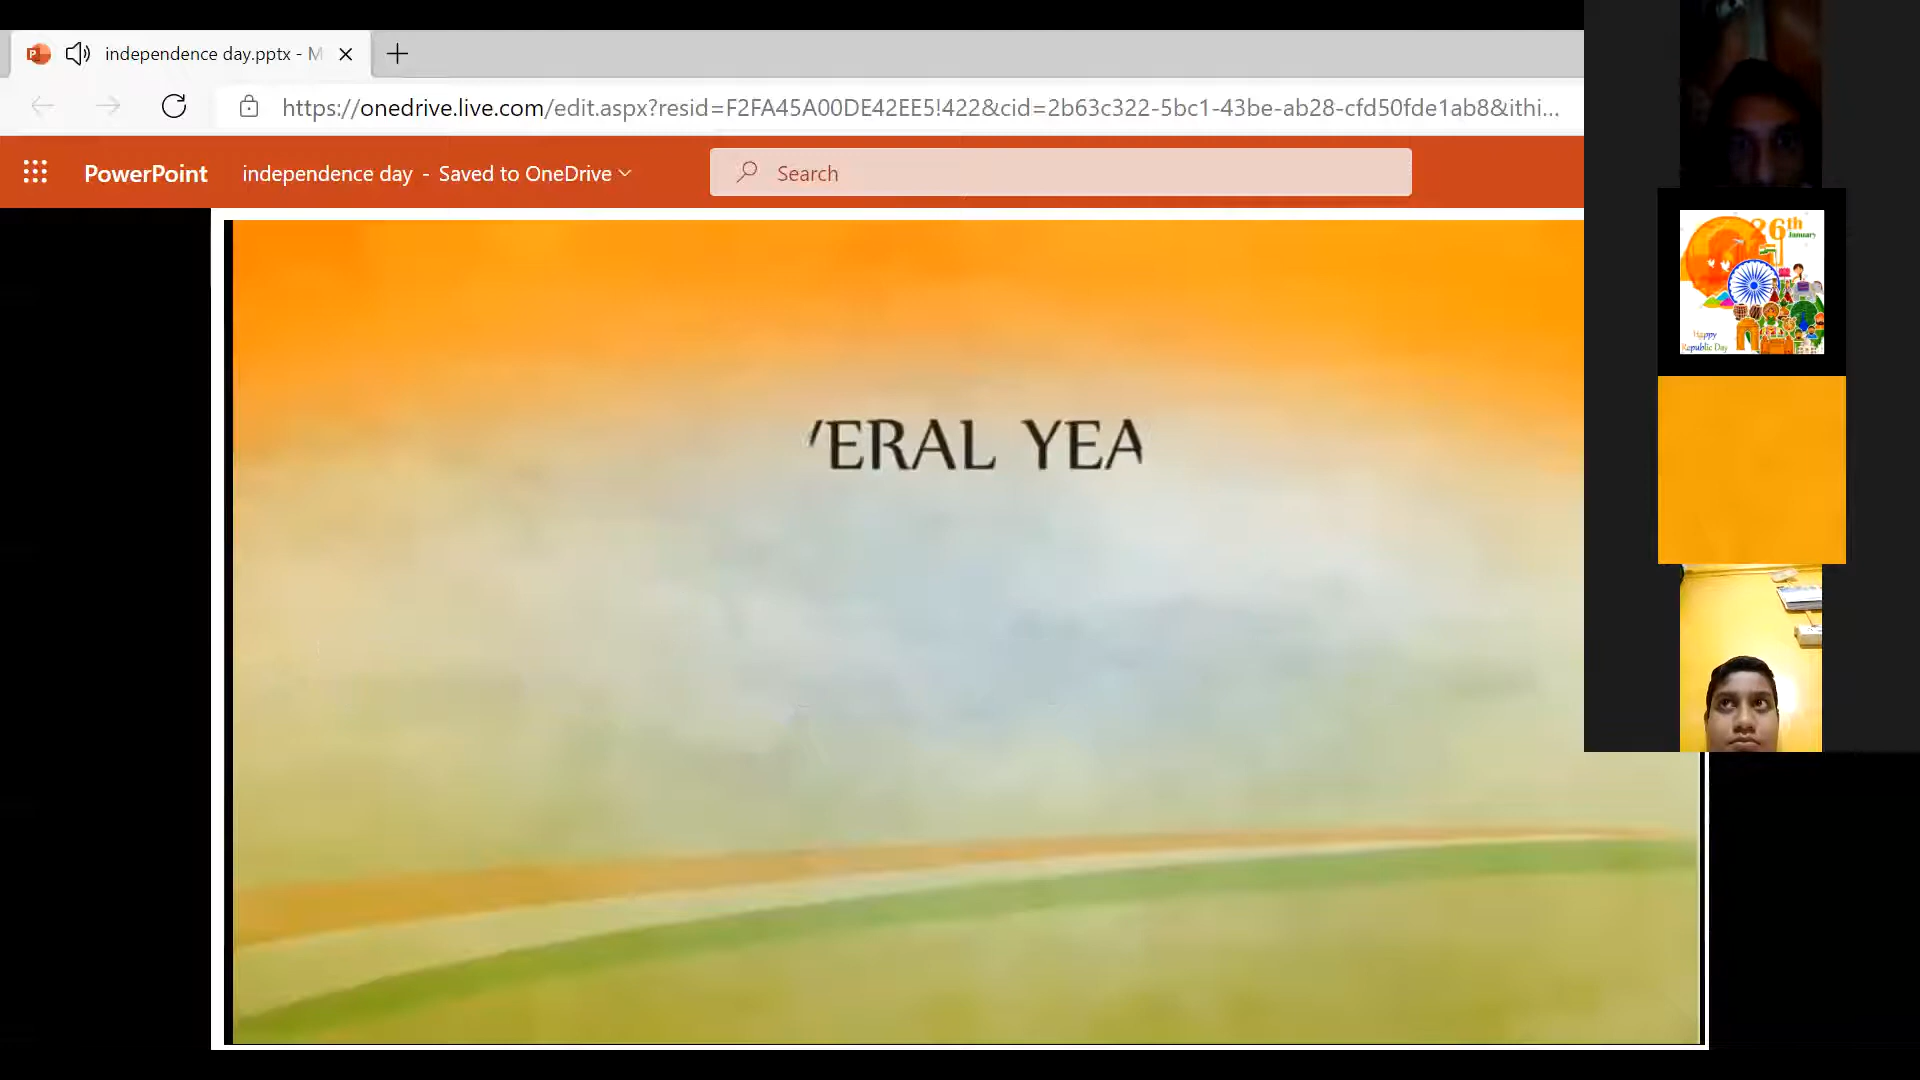 independence day.pptx - M
https://onedrive.live.com/edit.aspx?resid=F2FA45A00DE42EE5!422&cid=2b63c322-5bc1-43be-ab28-cfd50fde1ab8&ithi...
PowerPoint independence day - Saved to OneDrive Search
ERAL YEA
26th
January
Happy
Republic Day